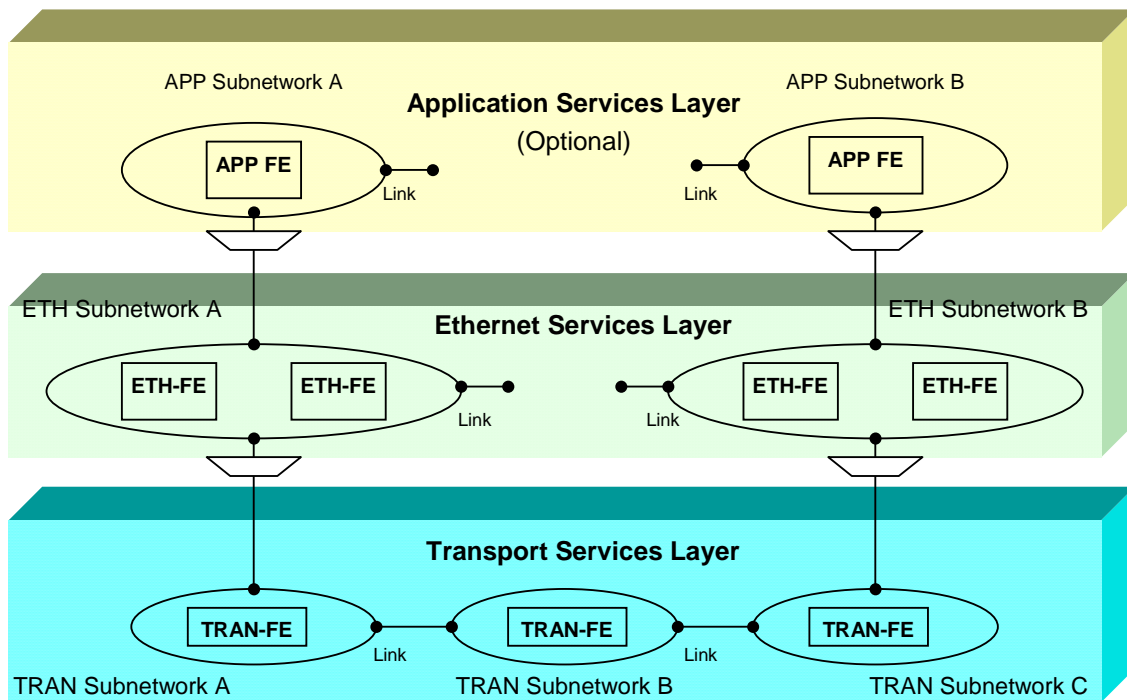 APP Subnetwork A
APP Subnetwork B
Application Services Layer
(Optional)
APP FE
APP FE
Link
Link
ETH Subnetwork A
ETH Subnetwork B
Ethernet Services Layer
ETH-FE
ETH-FE
ETH-FE
ETH-FE
Link
Link
Transport Services Layer
TRAN-FE
TRAN-FE
TRAN-FE
Link
Link
TRAN Subnetwork A
TRAN Subnetwork B
TRAN Subnetwork C